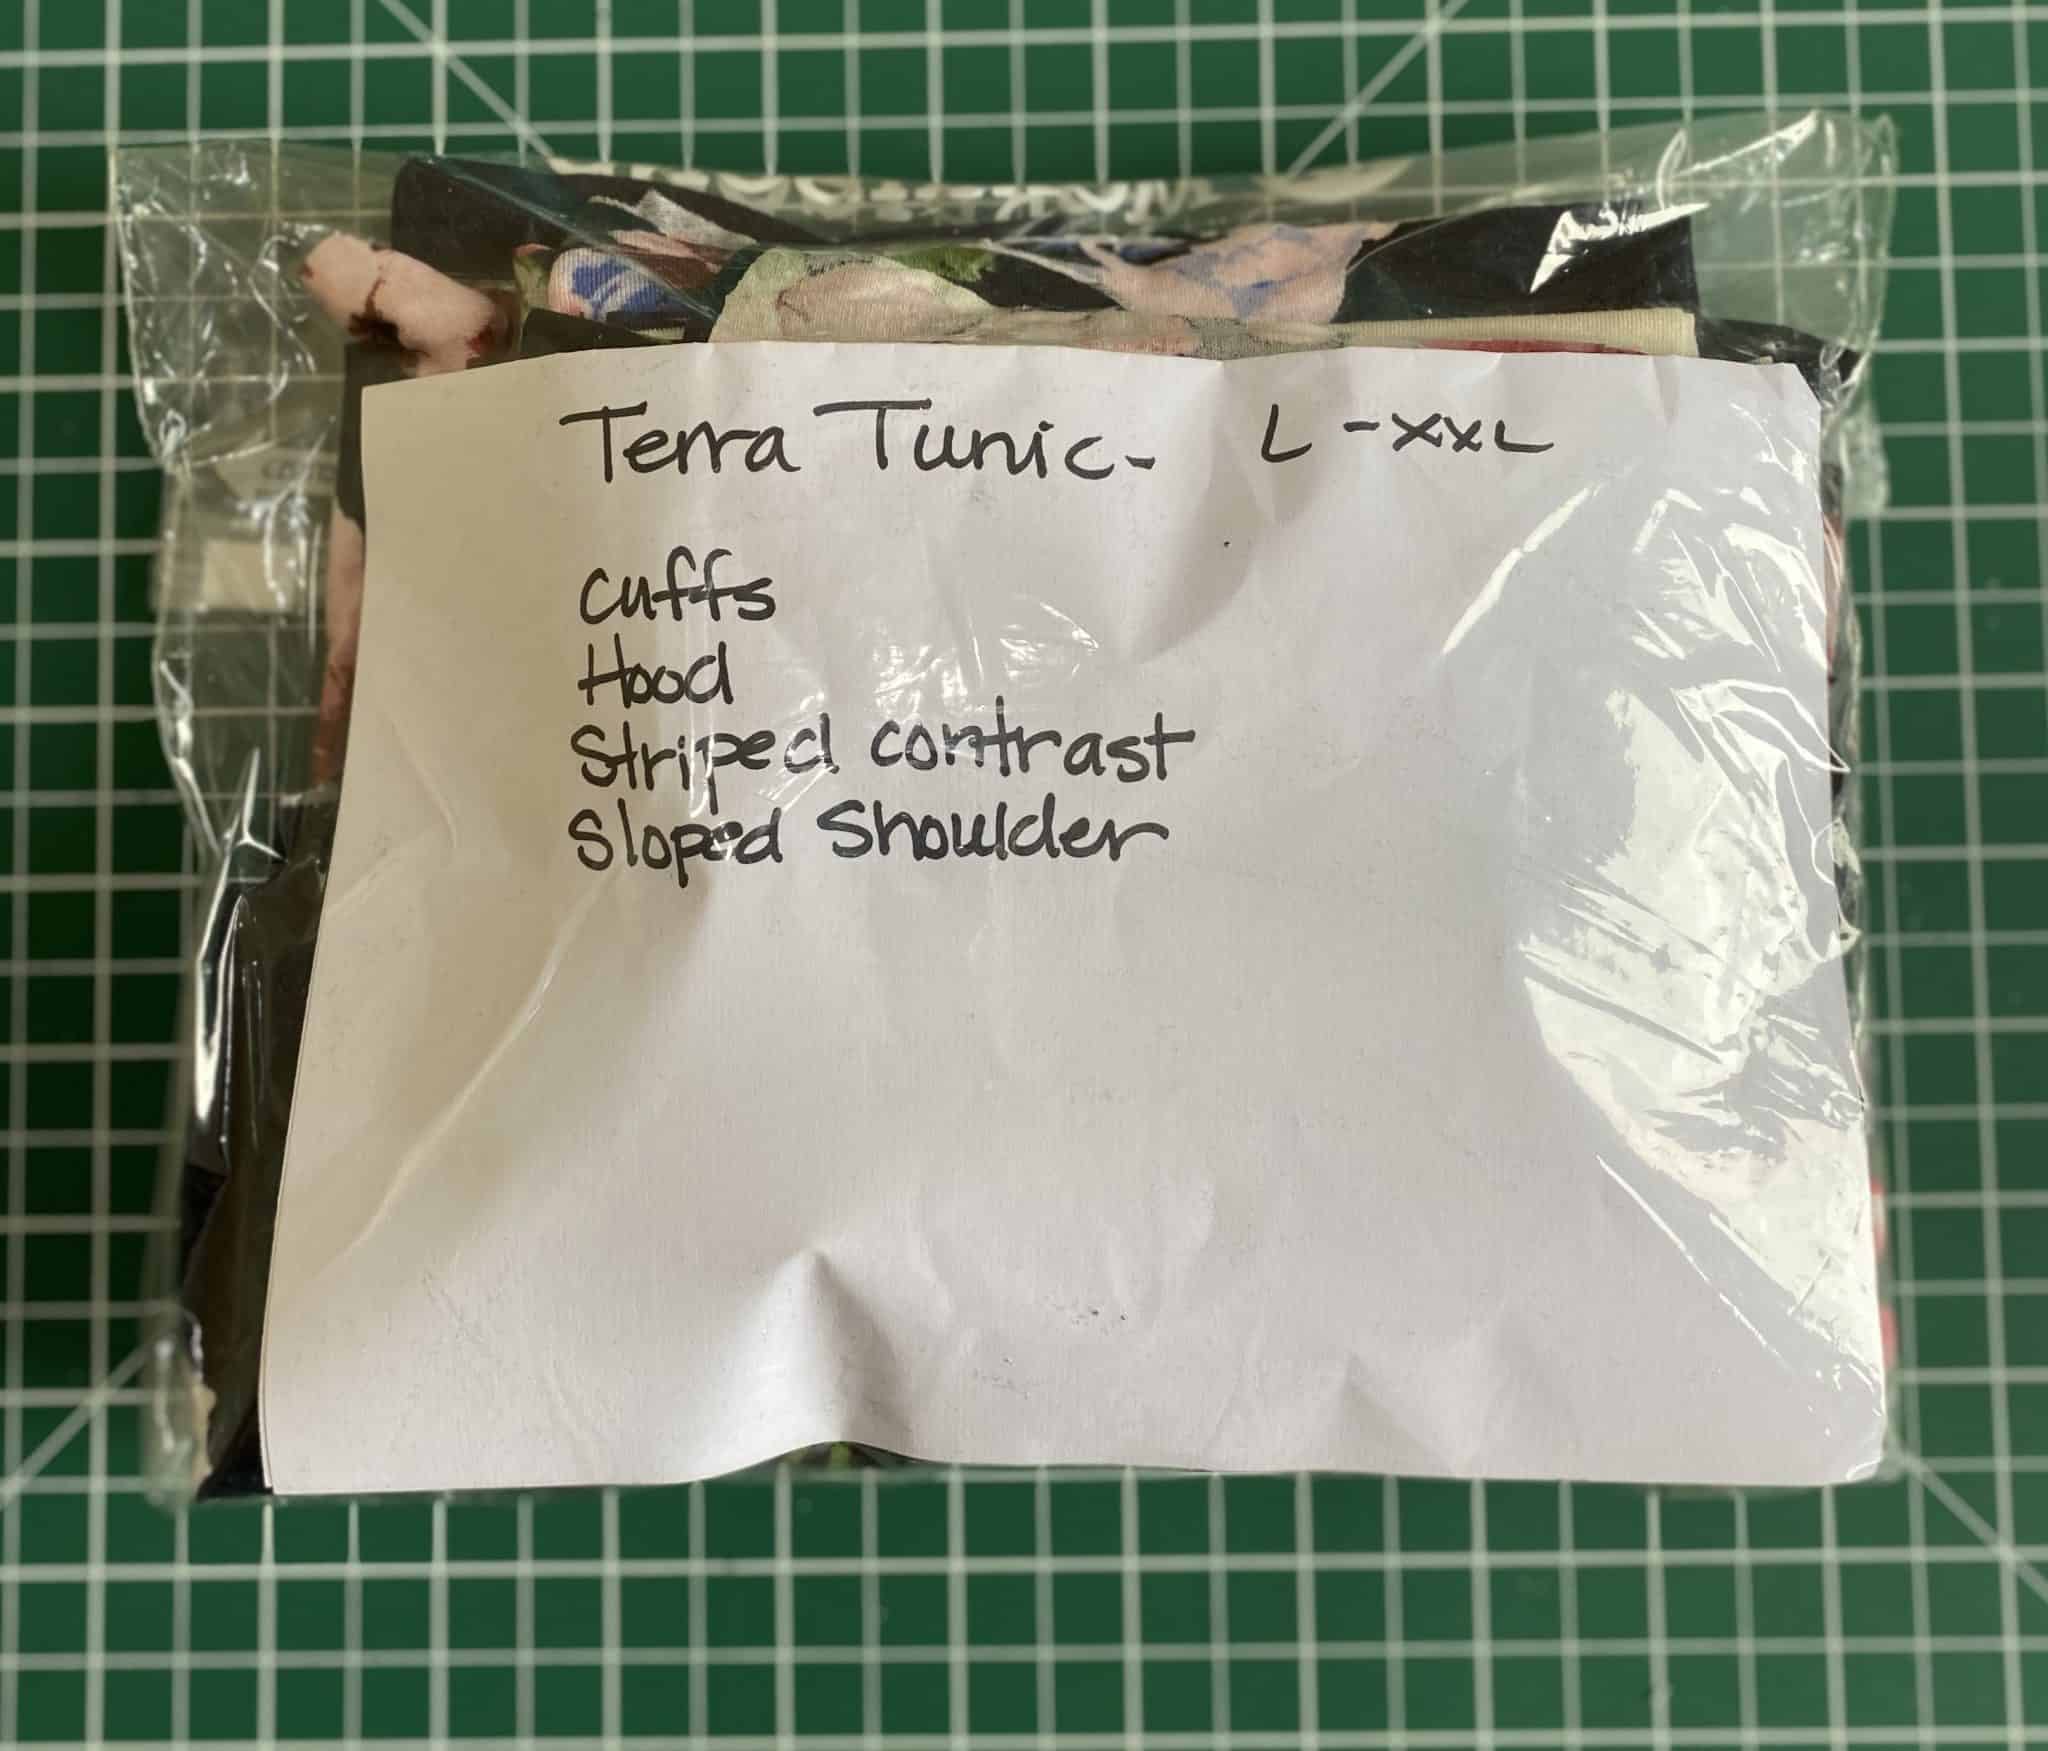 Terra Tunic- L-XXL
Cuffs
Hood
Striped contrast
Sloped Shoulder